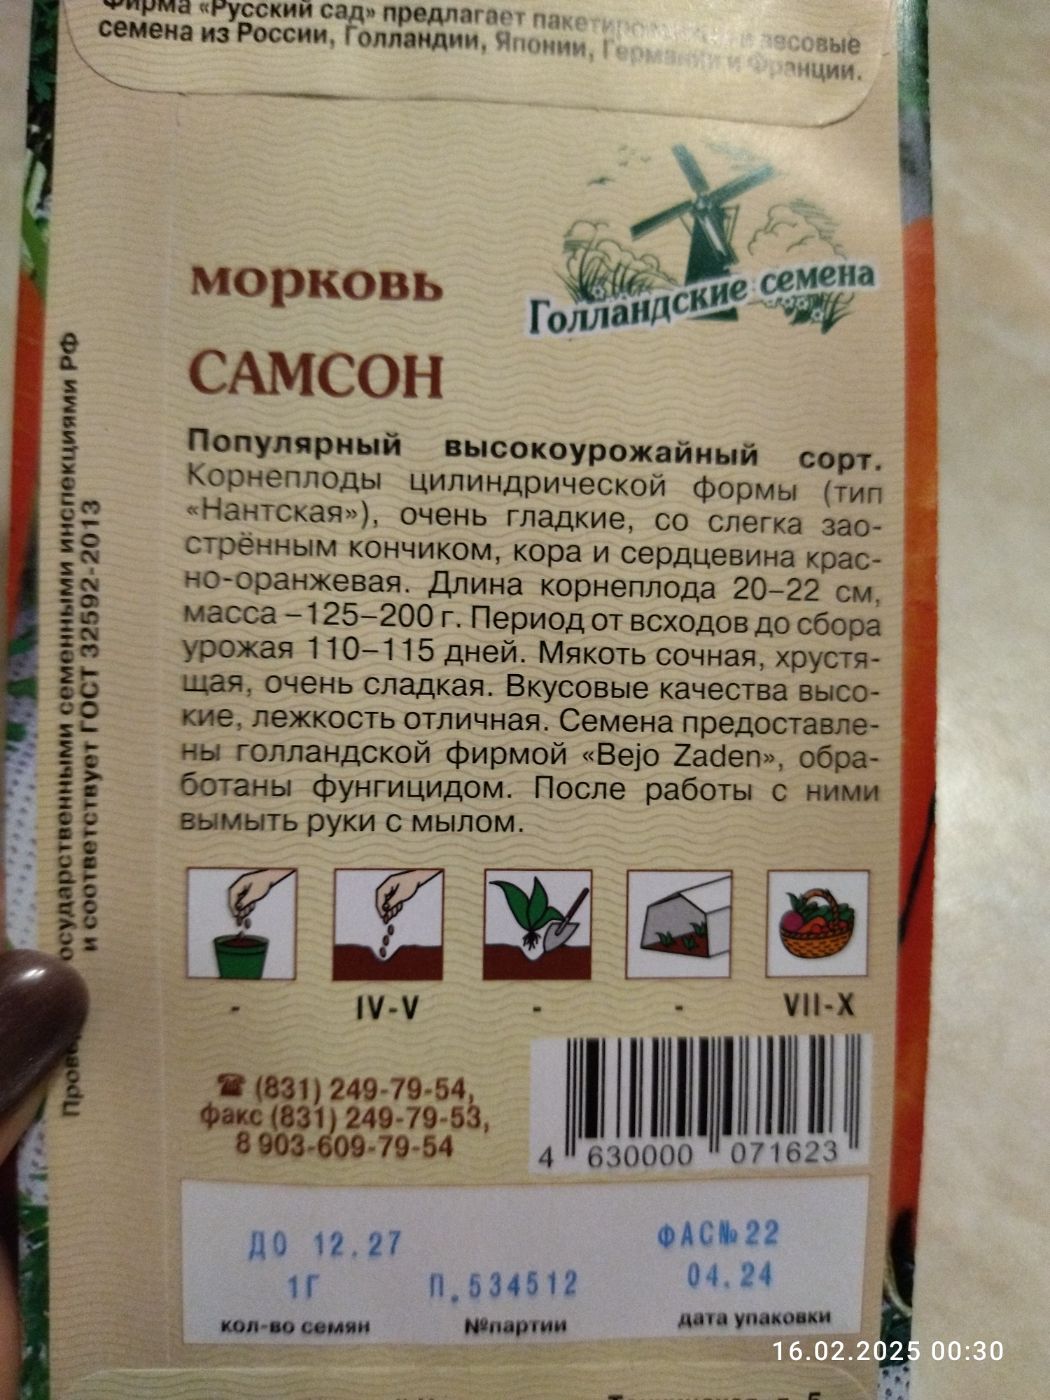 Фирма «Русский сад» предлагает пакетированные и весовые
семена из России, Голландии, Японии, Германии и Франции.
Голландские семена
морковь
САМСОН
Популярный высокоурожайный сорт.
Корнеплоды цилиндрической формы (тип
«Нантская»), очень гладкие, со слегка зао-
стрённым кончиком, кора и сердцевина крас-
но-оранжевая. Длина корнеплода 20–22 см,
масса –125–200 г. Период от всходов до сбора
урожая 110–115 дней. Мякоть сочная, хрустя-
щая, очень сладкая. Вкусовые качества высо-
кие, лежкость отличная. Семена предоставле-
ны голландской фирмой «Bejo Zaden», обра-
ботаны фунгицидом. После работы с ними
вымыть руки с мылом.
- IV-V - - VII-X
☎ (831) 249-79-54,
факс (831) 249-79-53,
8 903-609-79-54
4 630000 071623
ДО 12.27
1Г
кол-во семян
П.534512
№партии
ФАС№22
04.24
дата упаковки
государственными семенными инспекциями РФ
и соответствует ГОСТ 32592-2013
16.02.2025 00:30